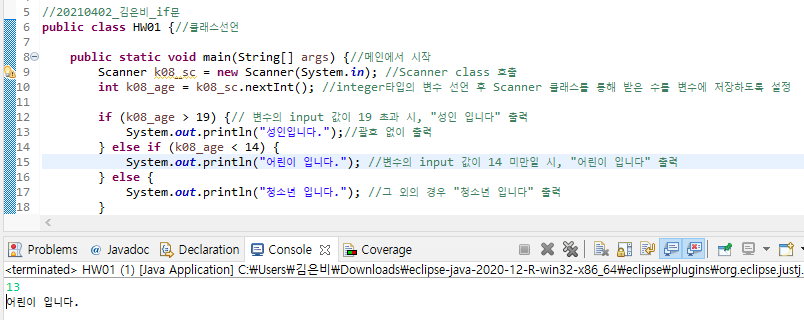 5 //20210402_김은비_if문
6 public class HW01 {//클래스선언
7
8 public static void main(String[] args) {//메인에서 시작
9 Scanner k08_sc = new Scanner(System.in); //Scanner class 호출
10 int k08_age = k08_sc.nextInt(); //integer타입의 변수 선언 후 Scanner 클래스를 통해 받은 수를 변수에 저장하도록 설정
11
12 if (k08_age > 19) {// 변수의 input 값이 19 초과 시, "성인 입니다" 출력
13 System.out.println("성인입니다.");//괄호 없이 출력
14 } else if (k08_age < 14) {
15 System.out.println("어린이 입니다."); //변수의 input 값이 14 미만일 시, "어린이 입니다" 출력
16 } else {
17 System.out.println("청소년 입니다."); //그 외의 경우 "청소년 입니다" 출력
18 }
Problems @ Javadoc Declaration Console Coverage
<terminated> HW01 (1) [Java Application] C:₩Users₩김은비₩Downloads₩eclipse-java-2020-12-R-win32-x86_64₩eclipse₩plugins₩org.eclipse.justj.
13
어린이 입니다.